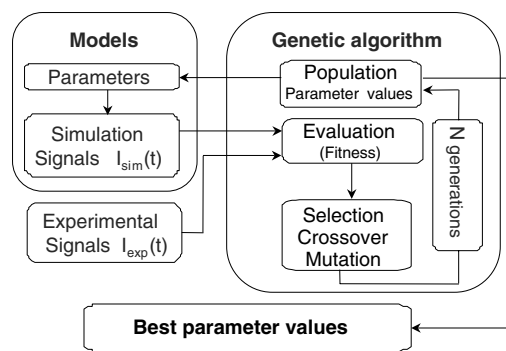 Models
Parameters
Simulation
Signals I_sim(t)
Experimental
Signals I_exp(t)
Genetic algorithm
Population
Parameter values
Evaluation
(Fitness)
Selection
Crossover
Mutation
N generations
Best parameter values